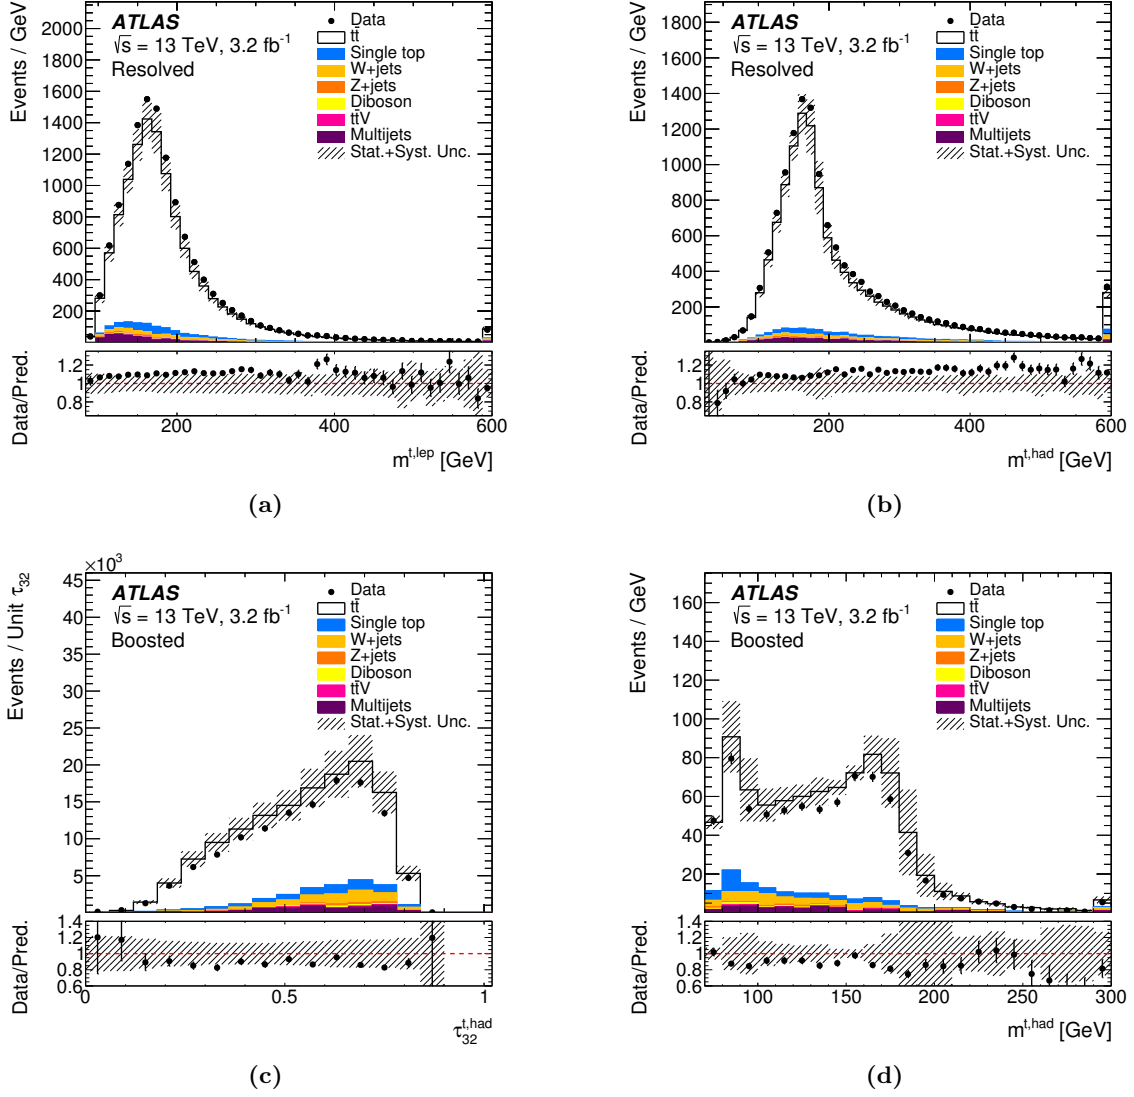 ATLAS
√s = 13 TeV, 3.2 fb⁻¹
Resolved
Data
tt̄
Single top
W+jets
Z+jets
Diboson
tt̄V
Multijets
Stat.+Syst. Unc.
Events / GeV
2000
1800
1600
1400
1200
1000
800
600
400
200
Data/Pred.
1.2
1
0.8
200 400 600
m^{t,lep} [GeV]
(a)
ATLAS
√s = 13 TeV, 3.2 fb⁻¹
Resolved
Data
tt̄
Single top
W+jets
Z+jets
Diboson
tt̄V
Multijets
Stat.+Syst. Unc.
Events / GeV
1800
1600
1400
1200
1000
800
600
400
200
Data/Pred.
1.2
1
0.8
200 400 600
m^{t,had} [GeV]
(b)
×10³
ATLAS
√s = 13 TeV, 3.2 fb⁻¹
Boosted
Data
tt̄
Single top
W+jets
Z+jets
Diboson
tt̄V
Multijets
Stat.+Syst. Unc.
Events / Unit τ₃₂
45
40
35
30
25
20
15
10
5
Data/Pred.
1.4
1.2
1
0.8
0.6
0 0.5 1
τ₃₂^{t,had}
(c)
ATLAS
√s = 13 TeV, 3.2 fb⁻¹
Boosted
Data
tt̄
Single top
W+jets
Z+jets
Diboson
tt̄V
Multijets
Stat.+Syst. Unc.
Events / GeV
160
140
120
100
80
60
40
20
Data/Pred.
1.4
1.2
1
0.8
0.6
100 150 200 250 300
m^{t,had} [GeV]
(d)